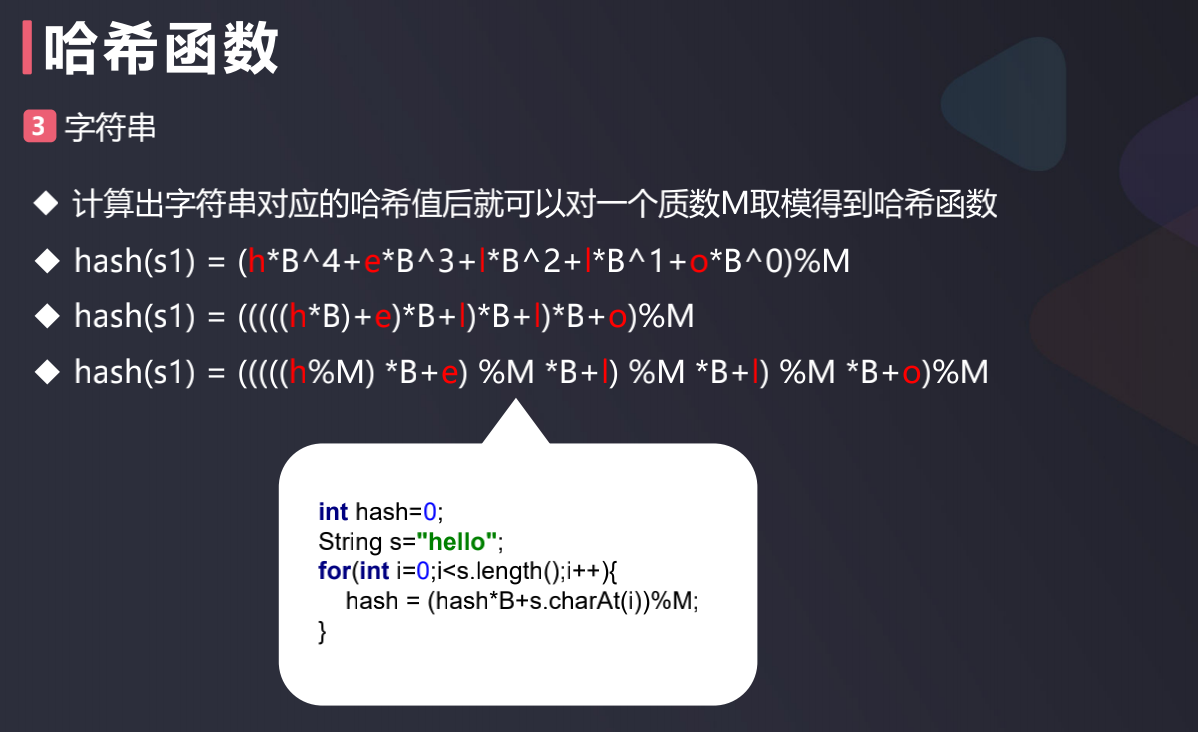 哈希函数
3 字符串
◆ 计算出字符串对应的哈希值后就可以对一个质数M取模得到哈希函数
◆ hash(s1) = (h*B^4+e*B^3+l*B^2+l*B^1+o*B^0)%M
◆ hash(s1) = (((((h*B)+e)*B+l)*B+l)*B+o)%M
◆ hash(s1) = (((((h%M) *B+e) %M *B+l) %M *B+l) %M *B+o)%M
int hash=0;
String s="hello";
for(int i=0;i<s.length();i++){
    hash = (hash*B+s.charAt(i))%M;
}